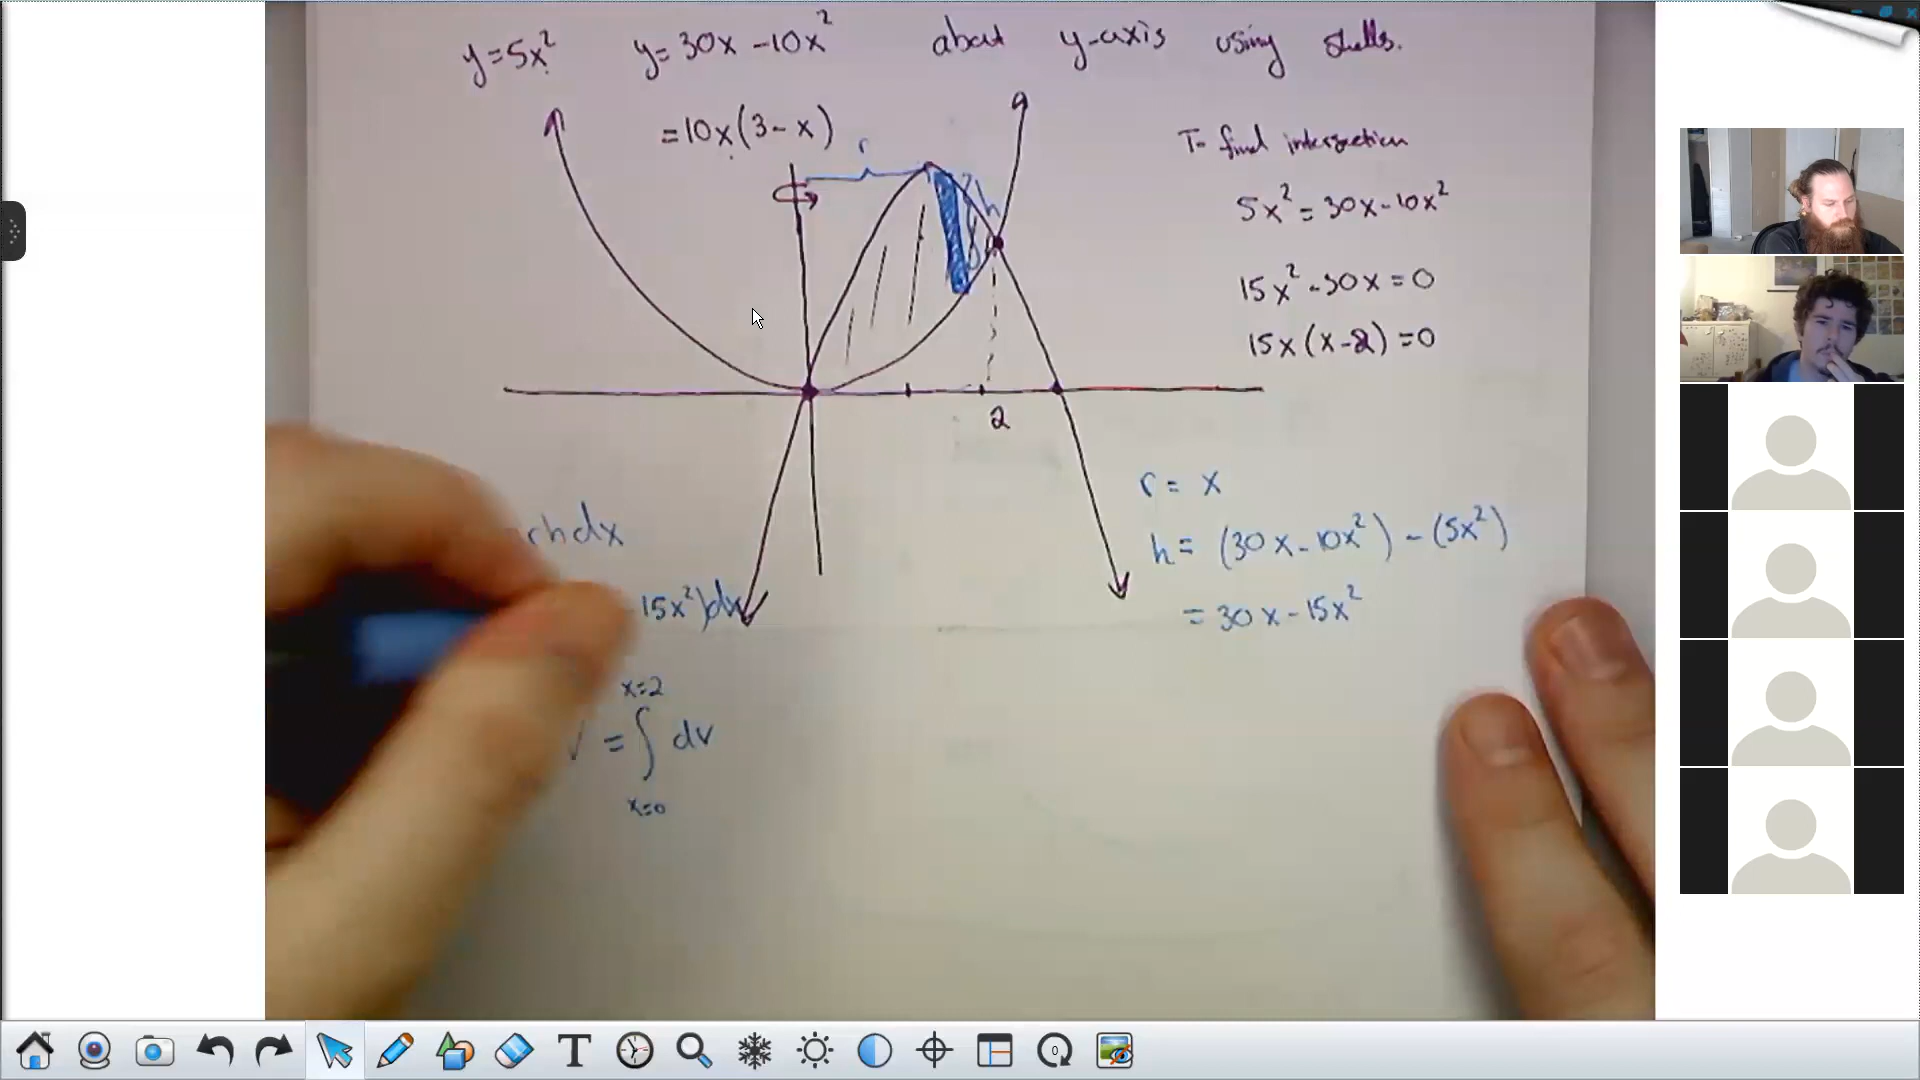 y=5x² y=30x-10x² about y-axis using shells.
=10x(3-x)
r
h
To find intersection
5x²=30x-10x²
15x²-30x=0
15x(x-2)=0
2
r= x
rhdx
h= (30x-10x²)-(5x²)
-15x²)dx
=30x-15x²
x=2
V = ∫ dv
x=0
T
0